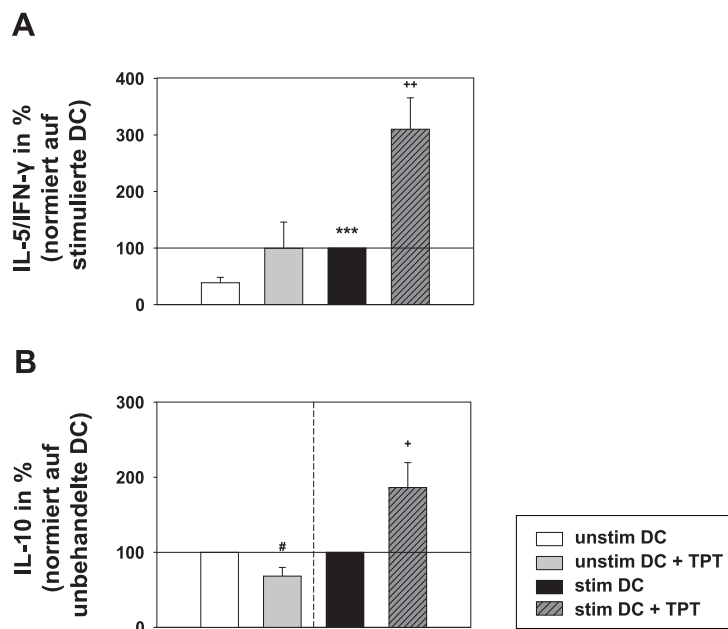 A
IL-5/IFN-γ in %
(normiert auf
stimulierte DC)
400
300
200
100
0
***
++
B
IL-10 in %
(normiert auf
unbehandelte DC)
300
200
100
0
#
+
unstim DC
unstim DC + TPT
stim DC
stim DC + TPT